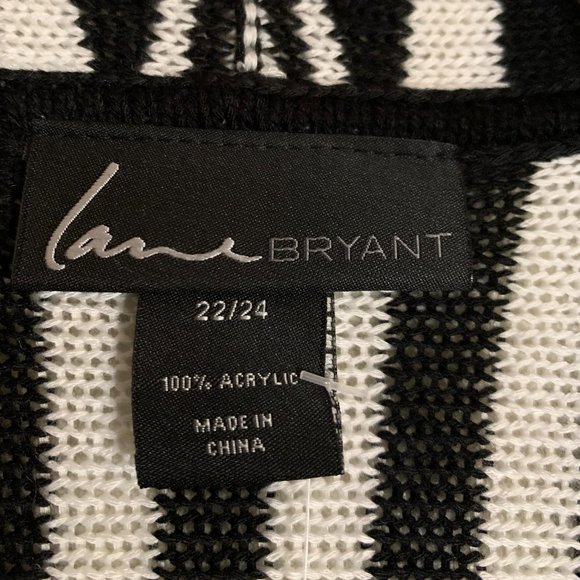 Lane BRYANT
22/24
100% ACRYLIC
MADE IN
CHINA